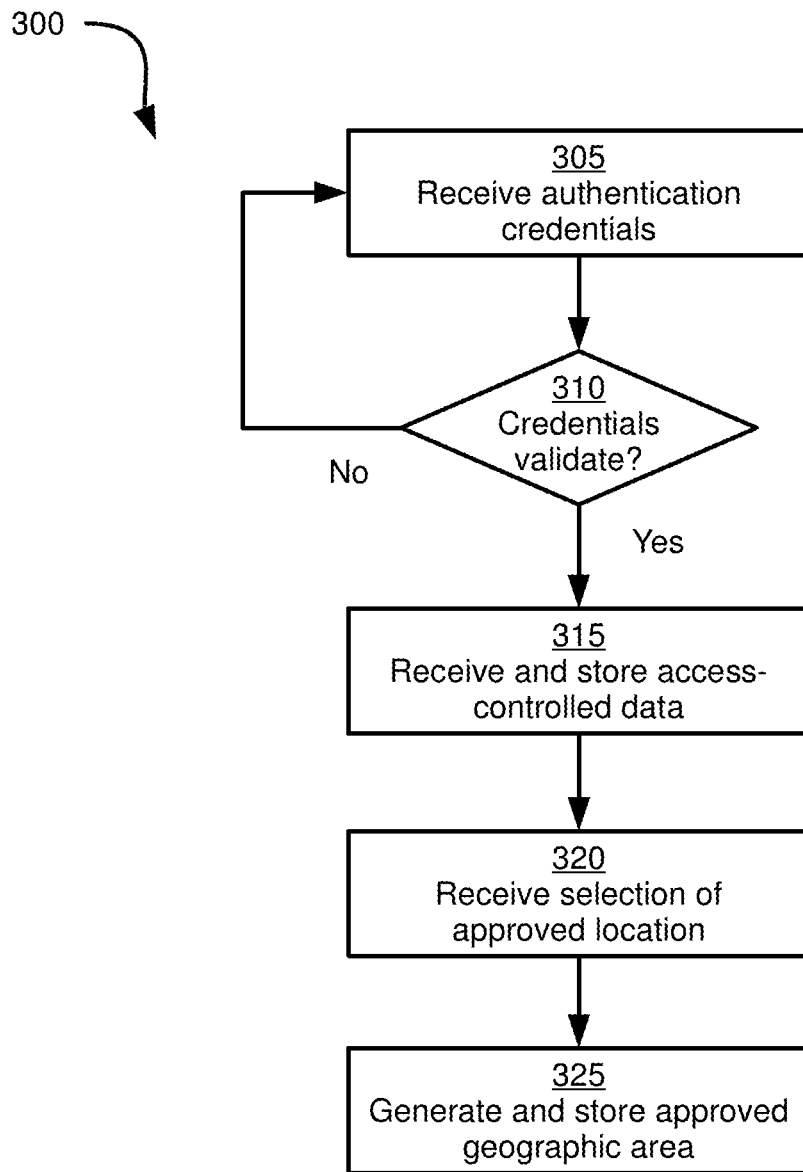 300
305
Receive authentication
credentials
310
Credentials
validate?
No
Yes
315
Receive and store access-
controlled data
320
Receive selection of
approved location
325
Generate and store approved
geographic area